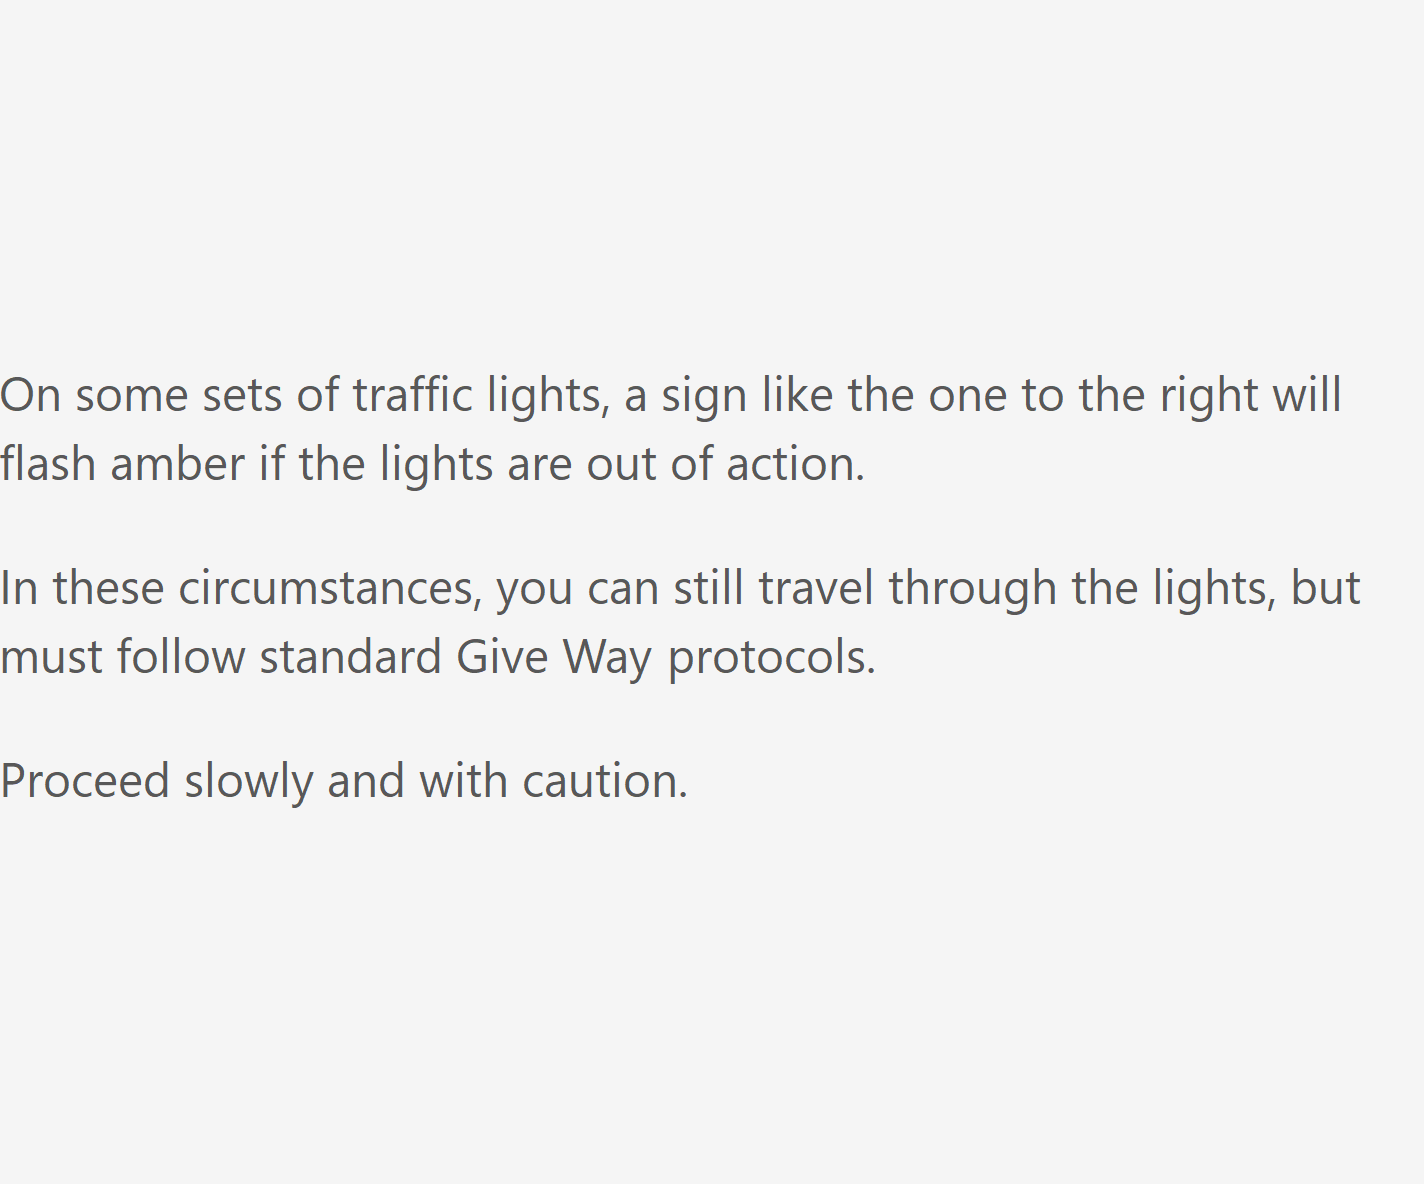 On some sets of traffic lights, a sign like the one to the right will
flash amber if the lights are out of action.
In these circumstances, you can still travel through the lights, but
must follow standard Give Way protocols.
Proceed slowly and with caution.